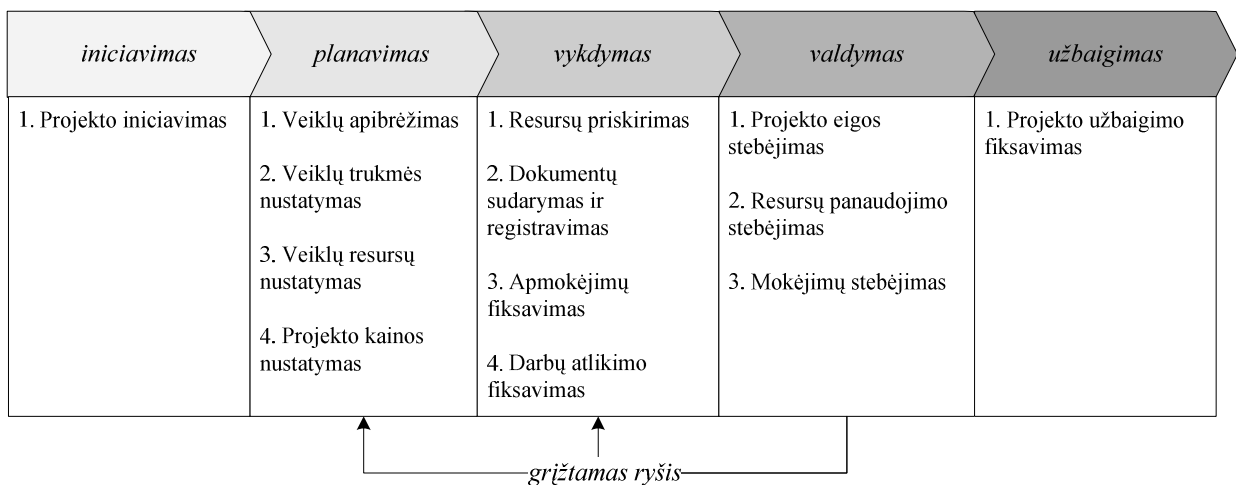 iniciavimas
planavimas
vykdymas
valdymas
užbaigimas
1. Projekto iniciavimas
1. Veiklų apibrėžimas
2. Veiklų trukmės
nustatymas
3. Veiklų resursų
nustatymas
4. Projekto kainos
nustatymas
1. Resursų priskirimas
2. Dokumentų
sudarymas ir
registravimas
3. Apmokėjimų
fiksavimas
4. Darbų atlikimo
fiksavimas
1. Projekto eigos
stebėjimas
2. Resursų panaudojimo
stebėjimas
3. Mokėjimų stebėjimas
1. Projekto užbaigimo
fiksavimas
grįžtamas ryšis